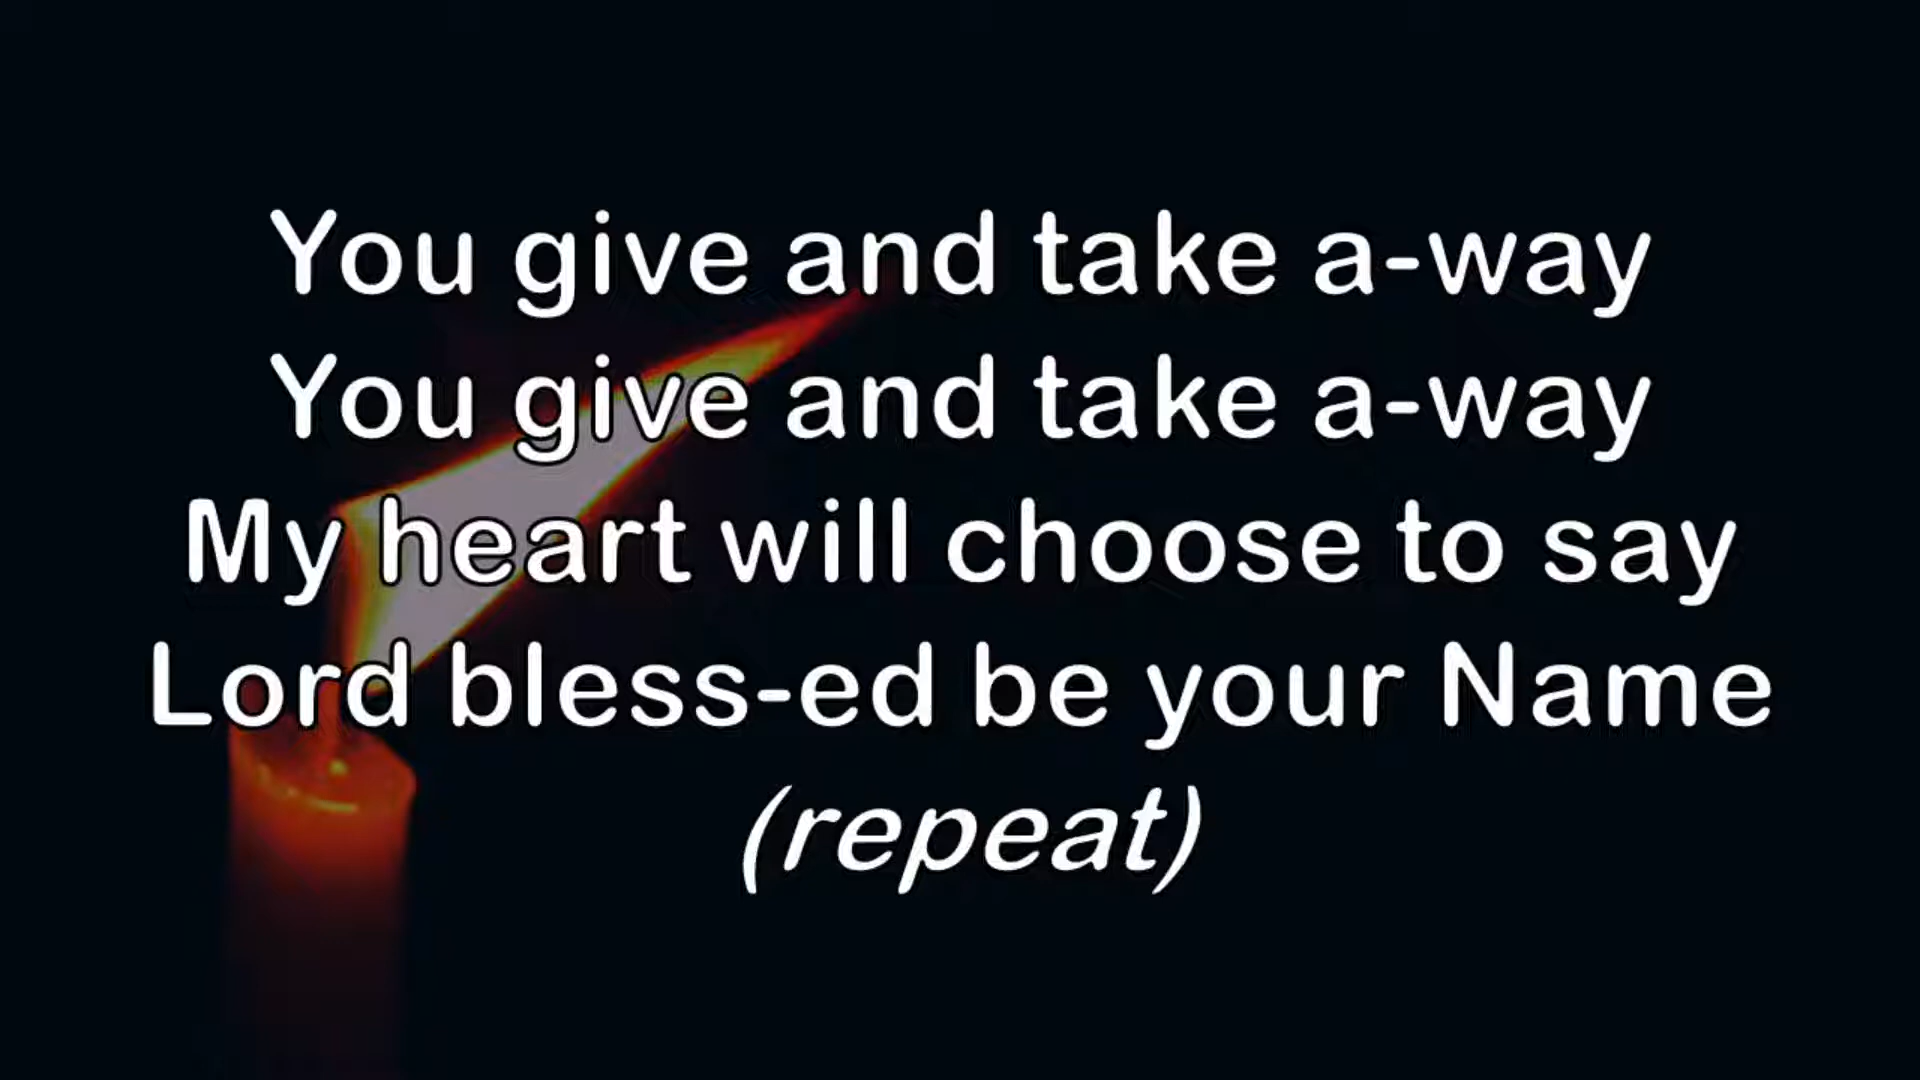 You give and take a-way
You give and take a-way
My heart will choose to say
Lord bless-ed be your Name
(repeat)